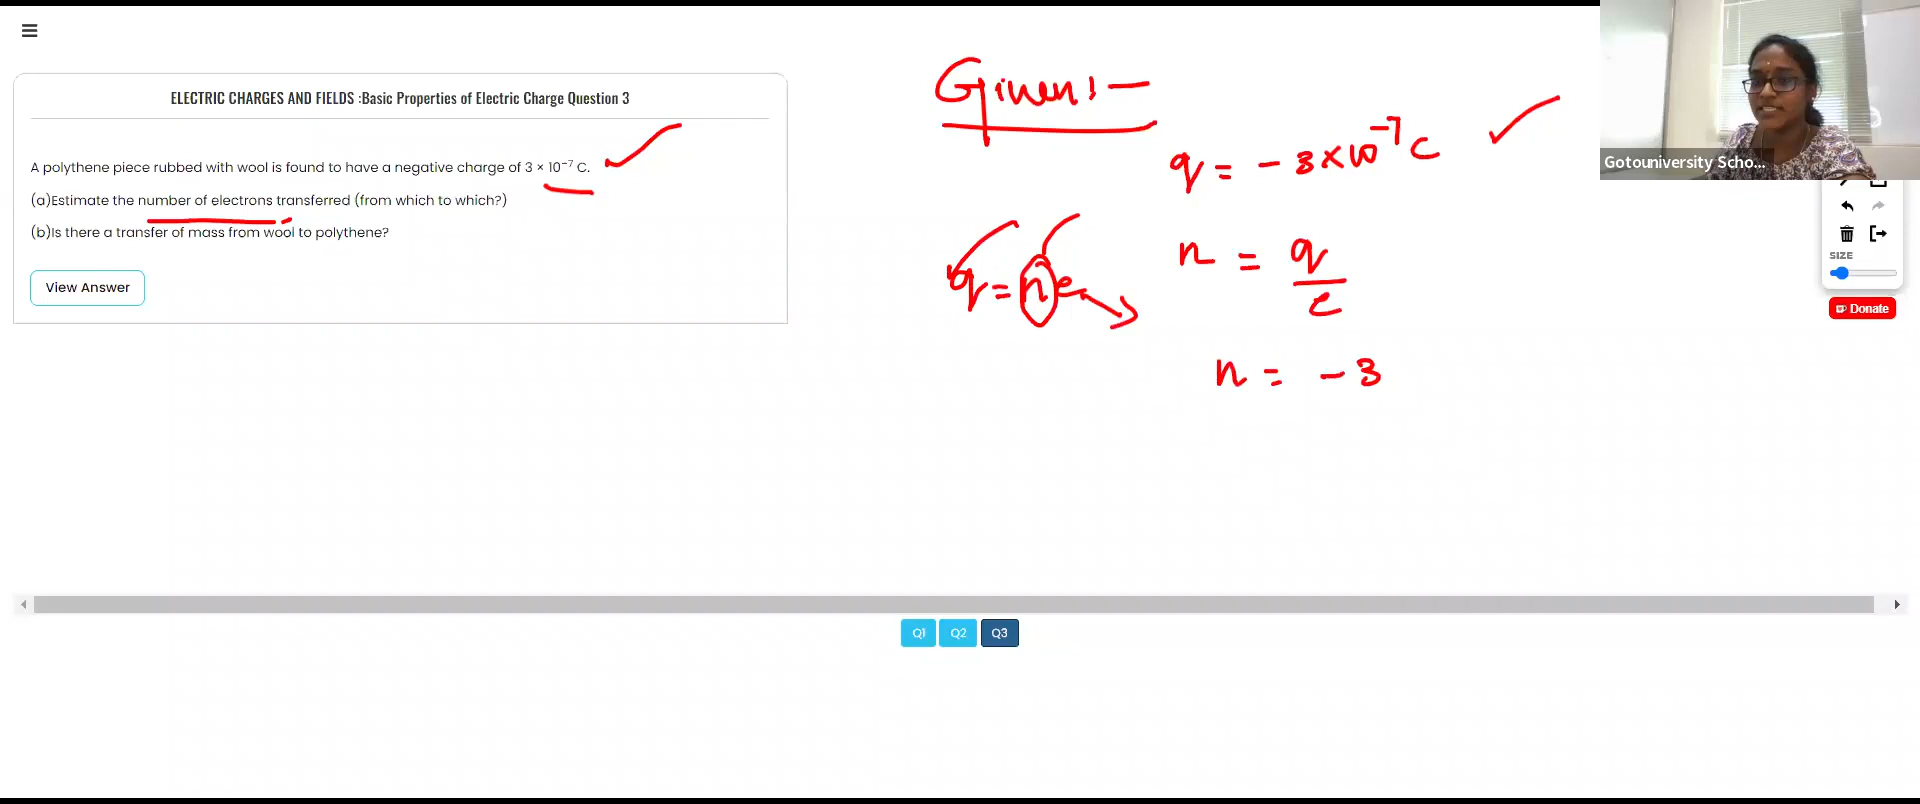 ELECTRIC CHARGES AND FIELDS :Basic Properties of Electric Charge Question 3
A polythene piece rubbed with wool is found to have a negative charge of 3 × 10⁻⁷ C.
(a)Estimate the number of electrons transferred (from which to which?)
(b)Is there a transfer of mass from wool to polythene?
View Answer
Given :-
q = - 3 × 10⁻⁷ C
q = ne
n = q/e
n = - 3
Gotouniversity Scho...
SIZE
Donate
Q1 Q2 Q3